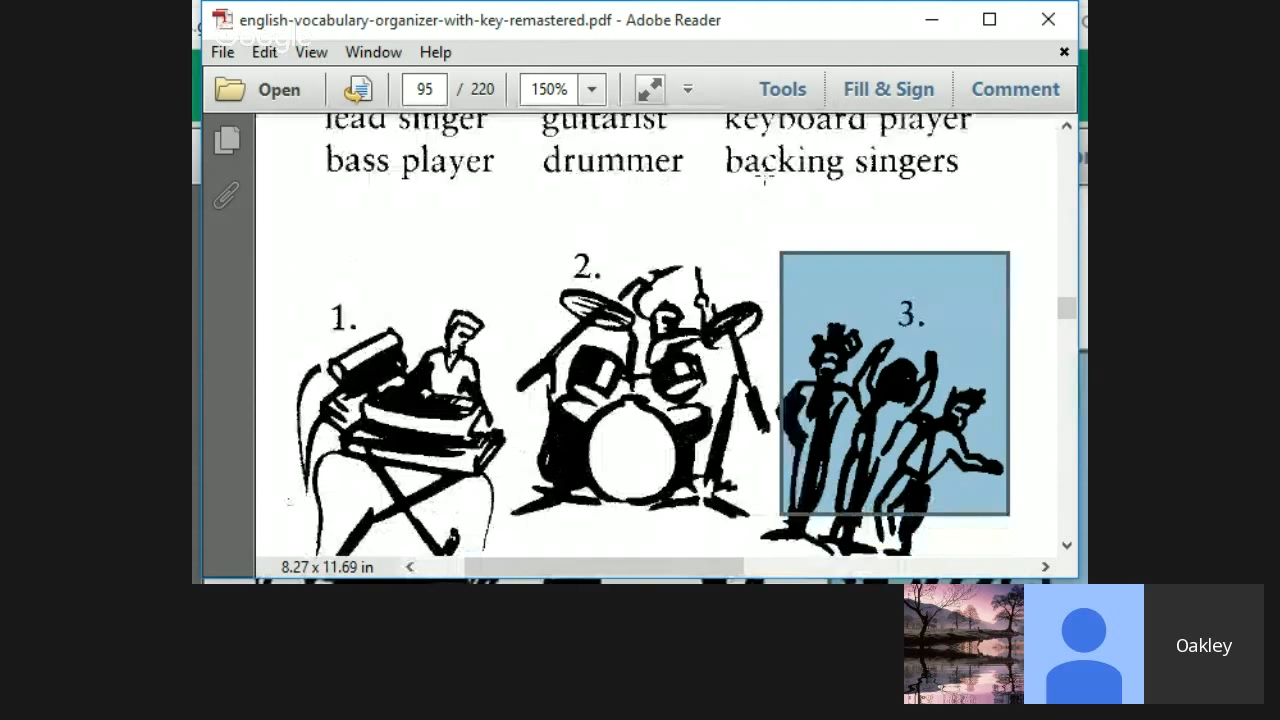 english-vocabulary-organizer-with-key-remastered.pdf - Adobe Reader
Google
File Edit View Window Help
Open 95 / 220 150% Tools Fill & Sign Comment
lead singer guitarist keyboard player
bass player drummer backing singers
2.
1. 3.
8.27 x 11.69 in
Oakley